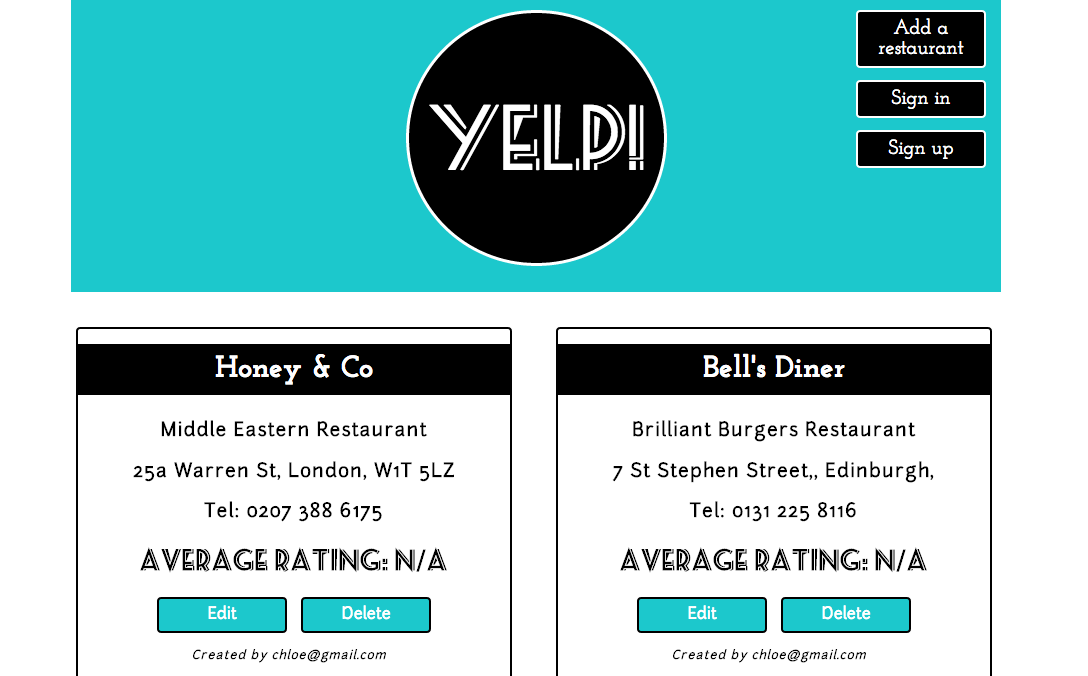 Add a
restaurant
Sign in
Sign up
YELP!
Honey & Co
Middle Eastern Restaurant
25a Warren St, London, W1T 5LZ
Tel: 0207 388 6175
AVERAGE RATING: N/A
Edit
Delete
Created by chloe@gmail.com
Bell's Diner
Brilliant Burgers Restaurant
7 St Stephen Street,, Edinburgh,
Tel: 0131 225 8116
AVERAGE RATING: N/A
Edit
Delete
Created by chloe@gmail.com